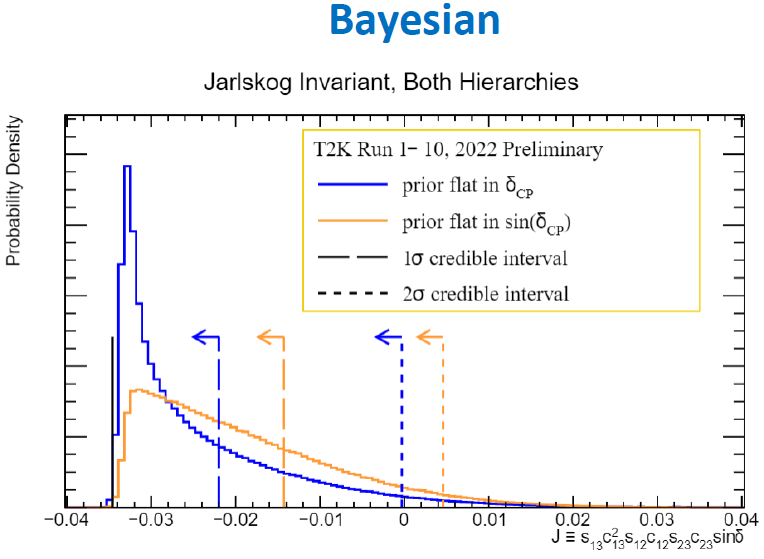 Bayesian
Jarlskog Invariant, Both Hierarchies
Probability Density
T2K Run 1− 10, 2022 Preliminary
prior flat in δCP
prior flat in sin(δCP)
1σ credible interval
2σ credible interval
−0.04 −0.03 −0.02 −0.01 0 0.01 0.02 0.03 0.04
J ≡ s13c²13s12c12s23c23sinδ